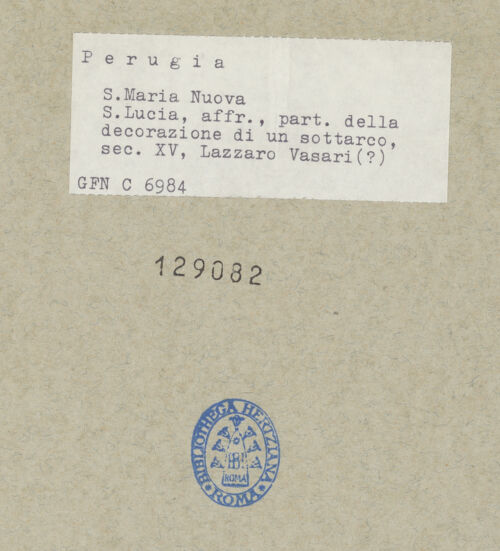 Perugia
S.Maria Nuova
S.Lucia, affr., part. della
decorazione di un sottarco,
sec. XV, Lazzaro Vasari(?)
GFN C 6984
129082
BIBLIOTHECA HERTZIANA
ROMA
ROMA